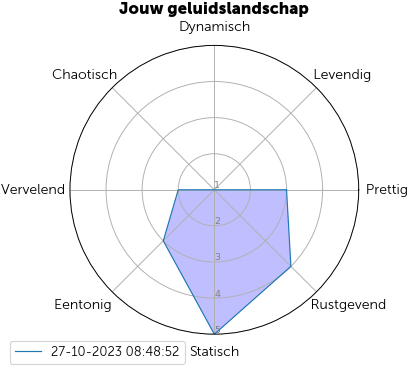 Jouw geluidslandschap
Dynamisch
Chaotisch
Levendig
Vervelend
1
Prettig
2
3
4
Eentonig
Rustgevend
5
27-10-2023 08:48:52
Statisch